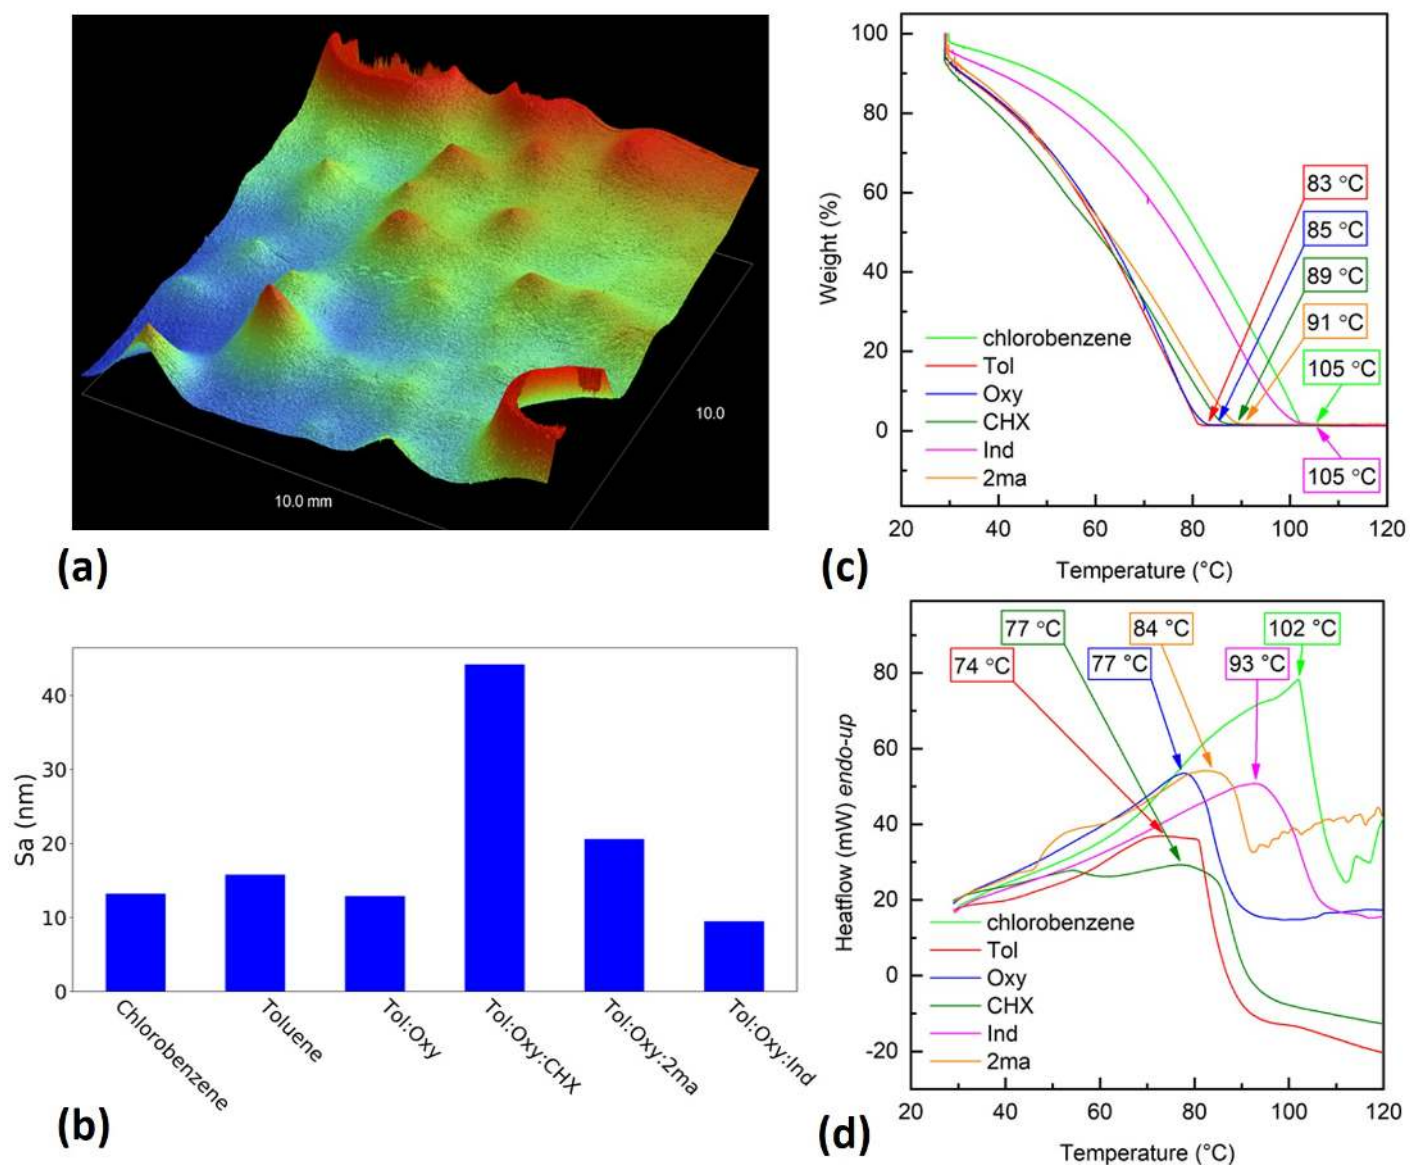 10.0
10.0 mm
(a)
Sa (nm)
40
30
20
10
0
Chlorobenzene
Toluene
Tol:Oxy
Tol:Oxy:CHX
Tol:Oxy:2ma
Tol:Oxy:Ind
(b)
Weight (%)
100
80
60
40
20
0
83 °C
85 °C
89 °C
91 °C
105 °C
105 °C
chlorobenzene
Tol
Oxy
CHX
Ind
2ma
20 40 60 80 100 120
Temperature (°C)
(c)
Heatflow (mW) endo-up
80
60
40
20
0
-20
77 °C 84 °C 102 °C
74 °C 77 °C 93 °C
chlorobenzene
Tol
Oxy
CHX
Ind
2ma
20 40 60 80 100 120
Temperature (°C)
(d)